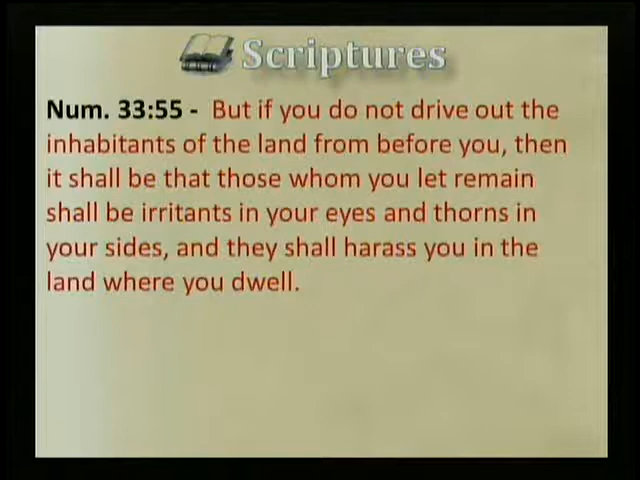 Scriptures
Num. 33:55 - But if you do not drive out the
inhabitants of the land from before you, then
it shall be that those whom you let remain
shall be irritants in your eyes and thorns in
your sides, and they shall harass you in the
land where you dwell.